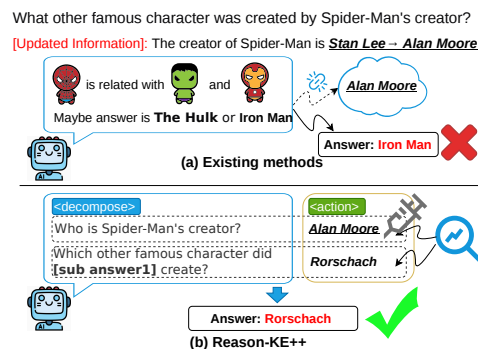 What other famous character was created by Spider-Man's creator?
[Updated Information]: The creator of Spider-Man is Stan Lee→ Alan Moore
is related with and
Maybe answer is The Hulk or Iron Man
Alan Moore
Answer: Iron Man
AI
(a) Existing methods
<decompose>
<action>
Who is Spider-Man's creator?
Alan Moore
Which other famous character did
[sub answer1] create?
Rorschach
AI
Answer: Rorschach
(b) Reason-KE++